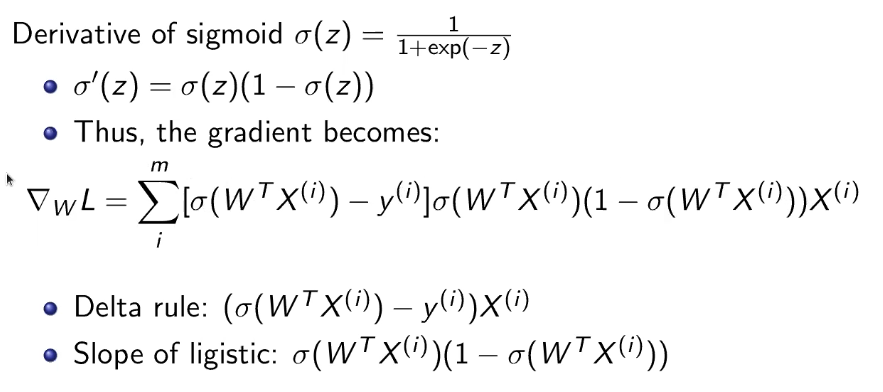 Derivative of sigmoid σ(z) = 1/(1+exp(−z))
• σ′(z) = σ(z)(1 − σ(z))
• Thus, the gradient becomes:
∇_W L = ∑_i^m [σ(W^T X^(i)) − y^(i)]σ(W^T X^(i))(1 − σ(W^T X^(i)))X^(i)
• Delta rule: (σ(W^T X^(i)) − y^(i))X^(i)
• Slope of ligistic: σ(W^T X^(i))(1 − σ(W^T X^(i)))